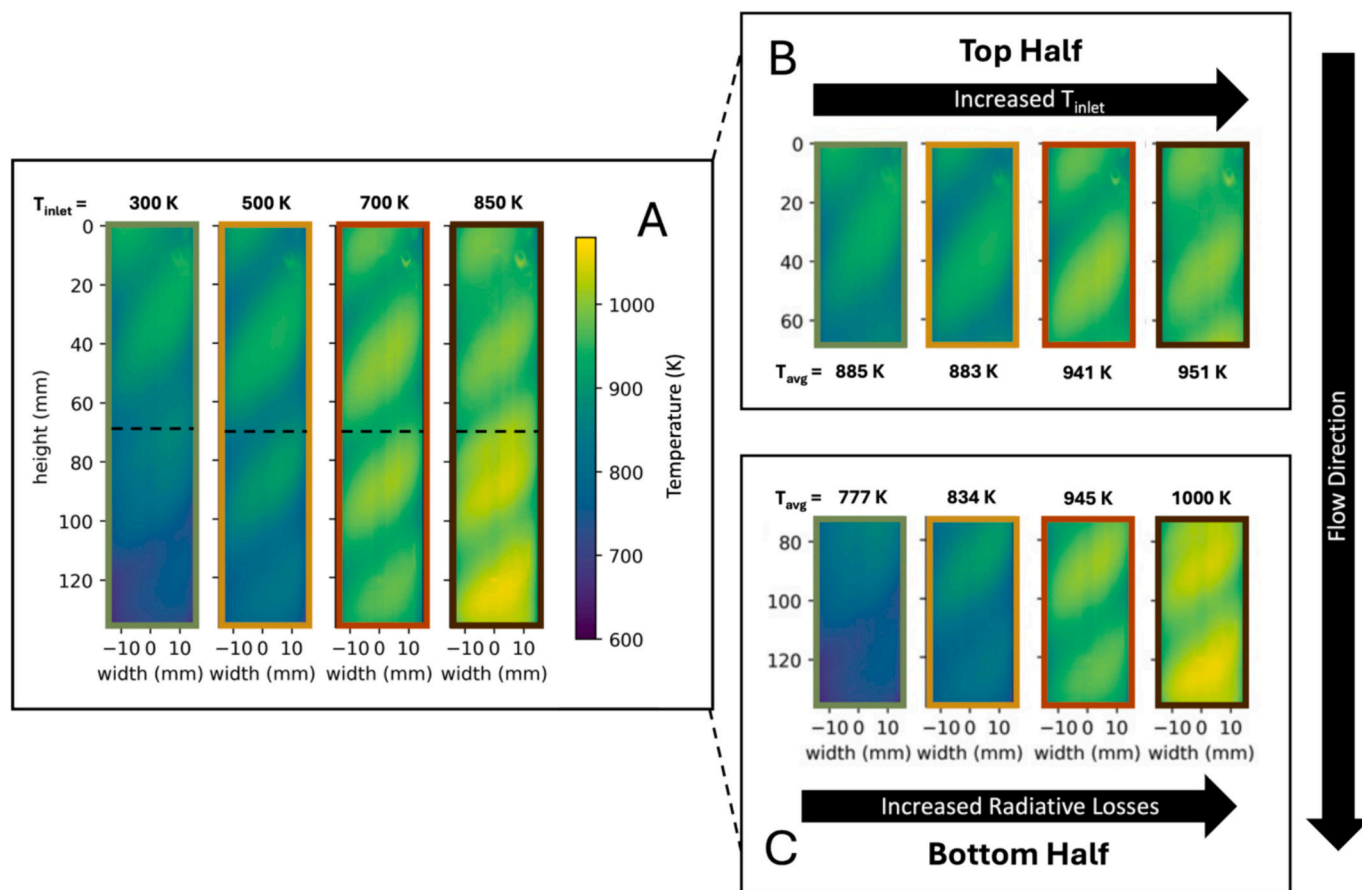 A
T_inlet = 300 K 500 K 700 K 850 K
0
20
40
60
80
100
120
height (mm)
−10 0 10 −10 0 10 −10 0 10 −10 0 10
width (mm) width (mm) width (mm) width (mm)
1000
900
800
700
600
Temperature (K)
B
Top Half
Increased T_inlet
0
20
40
60
T_avg = 885 K 883 K 941 K 951 K
T_avg = 777 K 834 K 945 K 1000 K
80
100
120
−10 0 10 −10 0 10 −10 0 10 −10 0 10
width (mm) width (mm) width (mm) width (mm)
Increased Radiative Losses
C
Bottom Half
Flow Direction